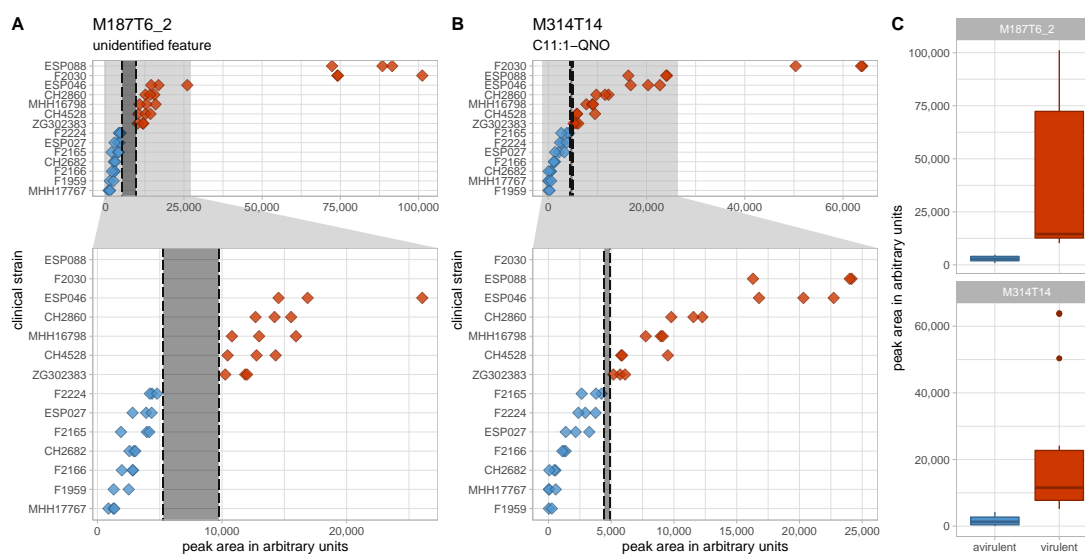 A
M187T6_2
unidentified feature
ESP088
F2030
ESP046
CH2860
MHH16798
CH4528
ZG302383
F2224
ESP027
F2165
CH2682
F2166
F1959
MHH17767
0
25,000
50,000
75,000
100,000
clinical strain
ESP088
F2030
ESP046
CH2860
MHH16798
CH4528
ZG302383
F2224
ESP027
F2165
CH2682
F2166
F1959
MHH17767
0
10,000
20,000
peak area in arbitrary units
B
M314T14
C11:1−QNO
F2030
ESP088
ESP046
CH2860
MHH16798
CH4528
ZG302383
F2165
F2224
ESP027
F2166
CH2682
MHH17767
F1959
0
20,000
40,000
60,000
clinical strain
F2030
ESP088
ESP046
CH2860
MHH16798
CH4528
ZG302383
F2165
F2224
ESP027
F2166
CH2682
MHH17767
F1959
0
5,000
10,000
15,000
20,000
25,000
peak area in arbitrary units
C
M187T6_2
100,000
75,000
50,000
25,000
0
peak area in arbitrary units
M314T14
60,000
40,000
20,000
0
avirulent
virulent